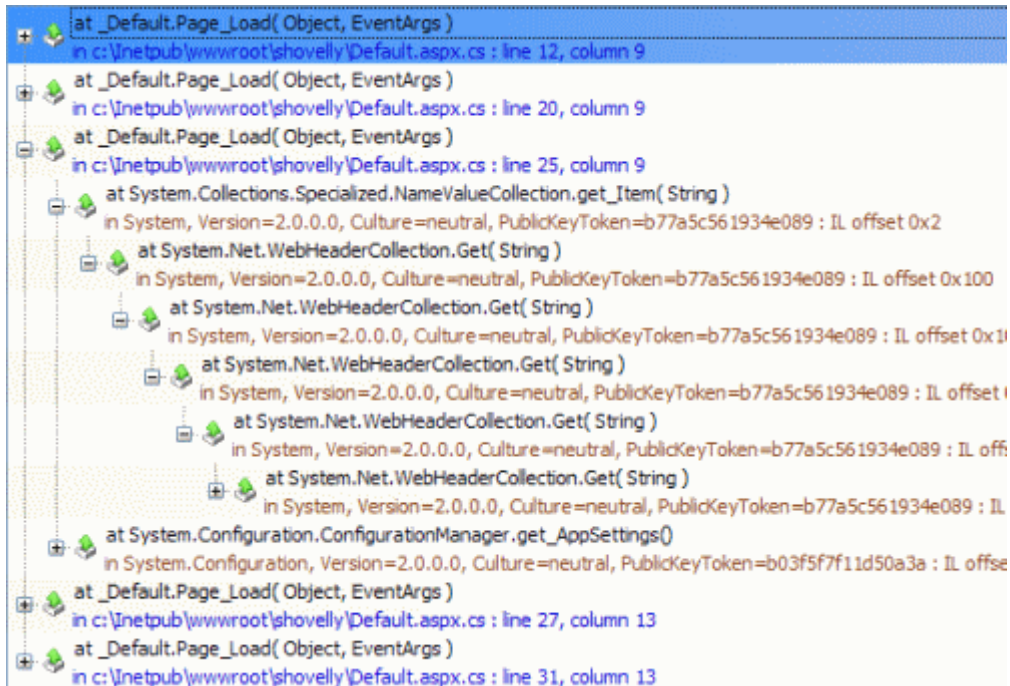 at _Default.Page_Load( Object, EventArgs )
in c:\Inetpub\wwwroot\shovelly\Default.aspx.cs : line 12, column 9
at _Default.Page_Load( Object, EventArgs )
in c:\Inetpub\wwwroot\shovelly\Default.aspx.cs : line 20, column 9
at _Default.Page_Load( Object, EventArgs )
in c:\Inetpub\wwwroot\shovelly\Default.aspx.cs : line 25, column 9
at System.Collections.Specialized.NameValueCollection.get_Item( String )
in System, Version=2.0.0.0, Culture=neutral, PublicKeyToken=b77a5c561934e089 : IL offset 0x2
at System.Net.WebHeaderCollection.Get( String )
in System, Version=2.0.0.0, Culture=neutral, PublicKeyToken=b77a5c561934e089 : IL offset 0x100
at System.Net.WebHeaderCollection.Get( String )
in System, Version=2.0.0.0, Culture=neutral, PublicKeyToken=b77a5c561934e089 : IL offset
at System.Net.WebHeaderCollection.Get( String )
in System, Version=2.0.0.0, Culture=neutral, PublicKeyToken=b77a5c561934e089 : IL offset
at System.Net.WebHeaderCollection.Get( String )
in System, Version=2.0.0.0, Culture=neutral, PublicKeyToken=b77a5c561934e089 : IL offs
at System.Net.WebHeaderCollection.Get( String )
in System, Version=2.0.0.0, Culture=neutral, PublicKeyToken=b77a5c561934e089 : IL
at System.Configuration.ConfigurationManager.get_AppSettings()
in System.Configuration, Version=2.0.0.0, Culture=neutral, PublicKeyToken=b03f5f7f11d50a3a : IL offse
at _Default.Page_Load( Object, EventArgs )
in c:\Inetpub\wwwroot\shovelly\Default.aspx.cs : line 27, column 13
at _Default.Page_Load( Object, EventArgs )
in c:\Inetpub\wwwroot\shovelly\Default.aspx.cs : line 31, column 13